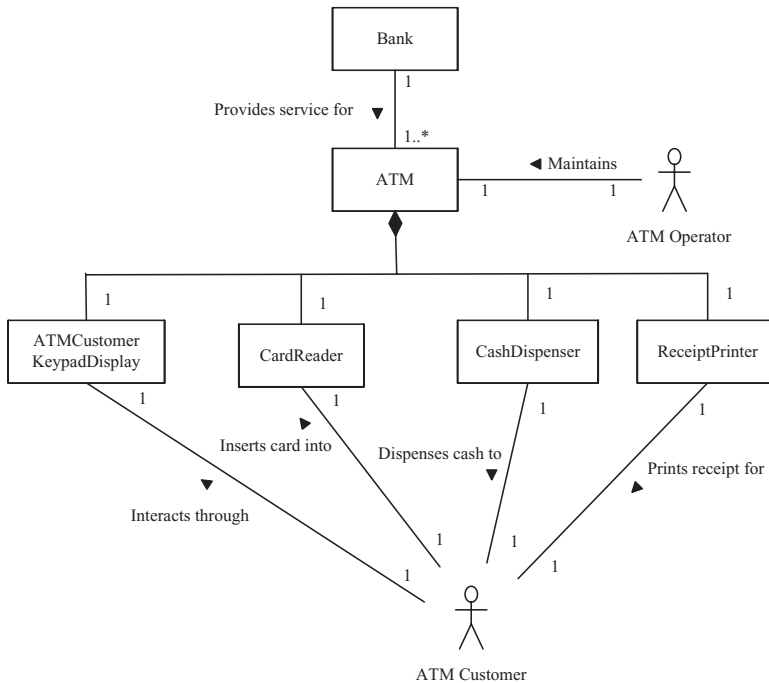 Bank
1
Provides service for
1..*
ATM
Maintains
1
1
ATM Operator
1
1
1
1
ATMCustomer
KeypadDisplay
CardReader
CashDispenser
ReceiptPrinter
1
1
1
1
Inserts card into
Dispenses cash to
Prints receipt for
Interacts through
1
1
1
1
ATM Customer